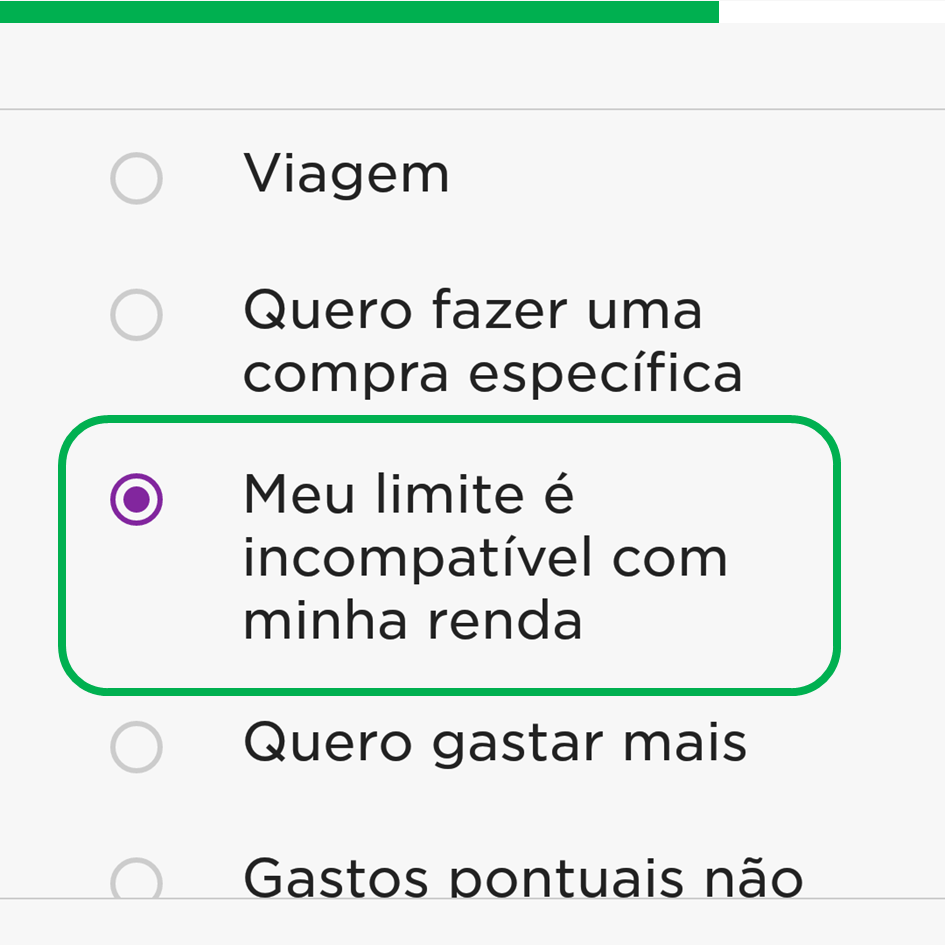 Viagem
Quero fazer uma
compra específica
Meu limite é
incompatível com
minha renda
Quero gastar mais
Gastos pontuais não